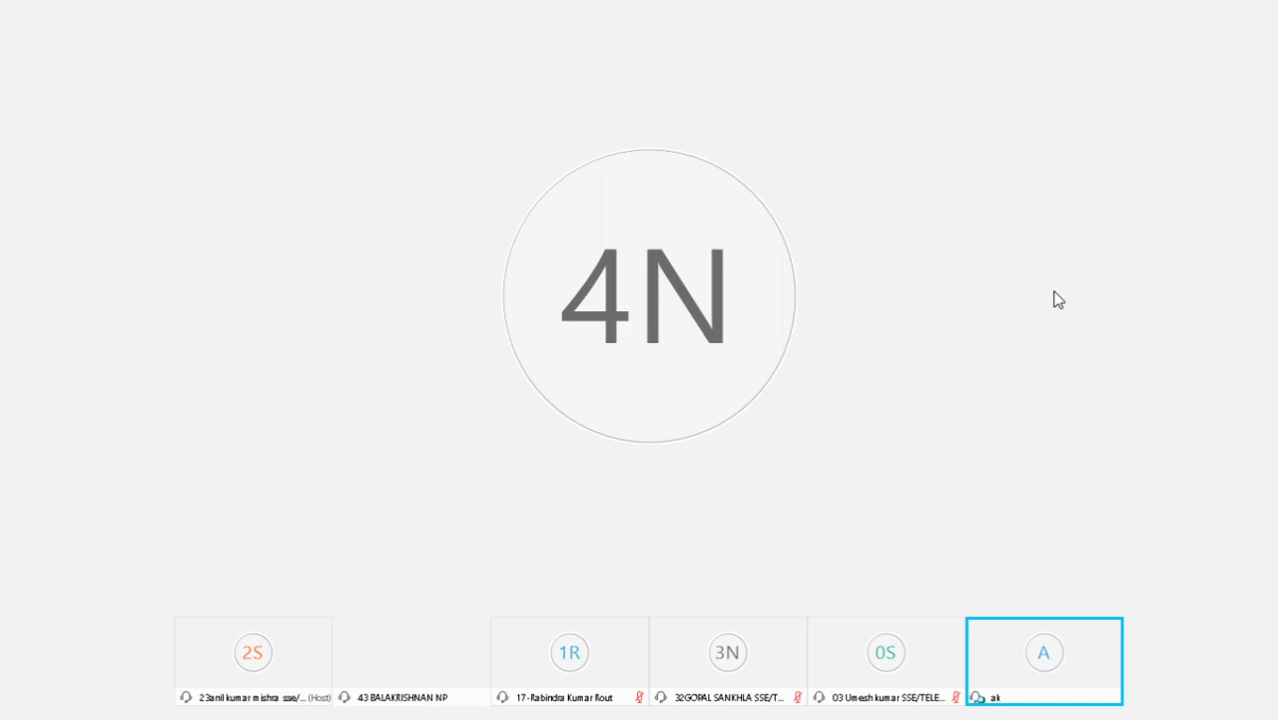 4N
2S
1R
3N
0S
A
23anil kumar mishra sse/... (Host)
43 BALAKRISHNAN NP
17-Rabindra Kumar Rout
32GOPAL SANKHLA SSE/T...
03 Umesh kumar SSE/TELE...
ak